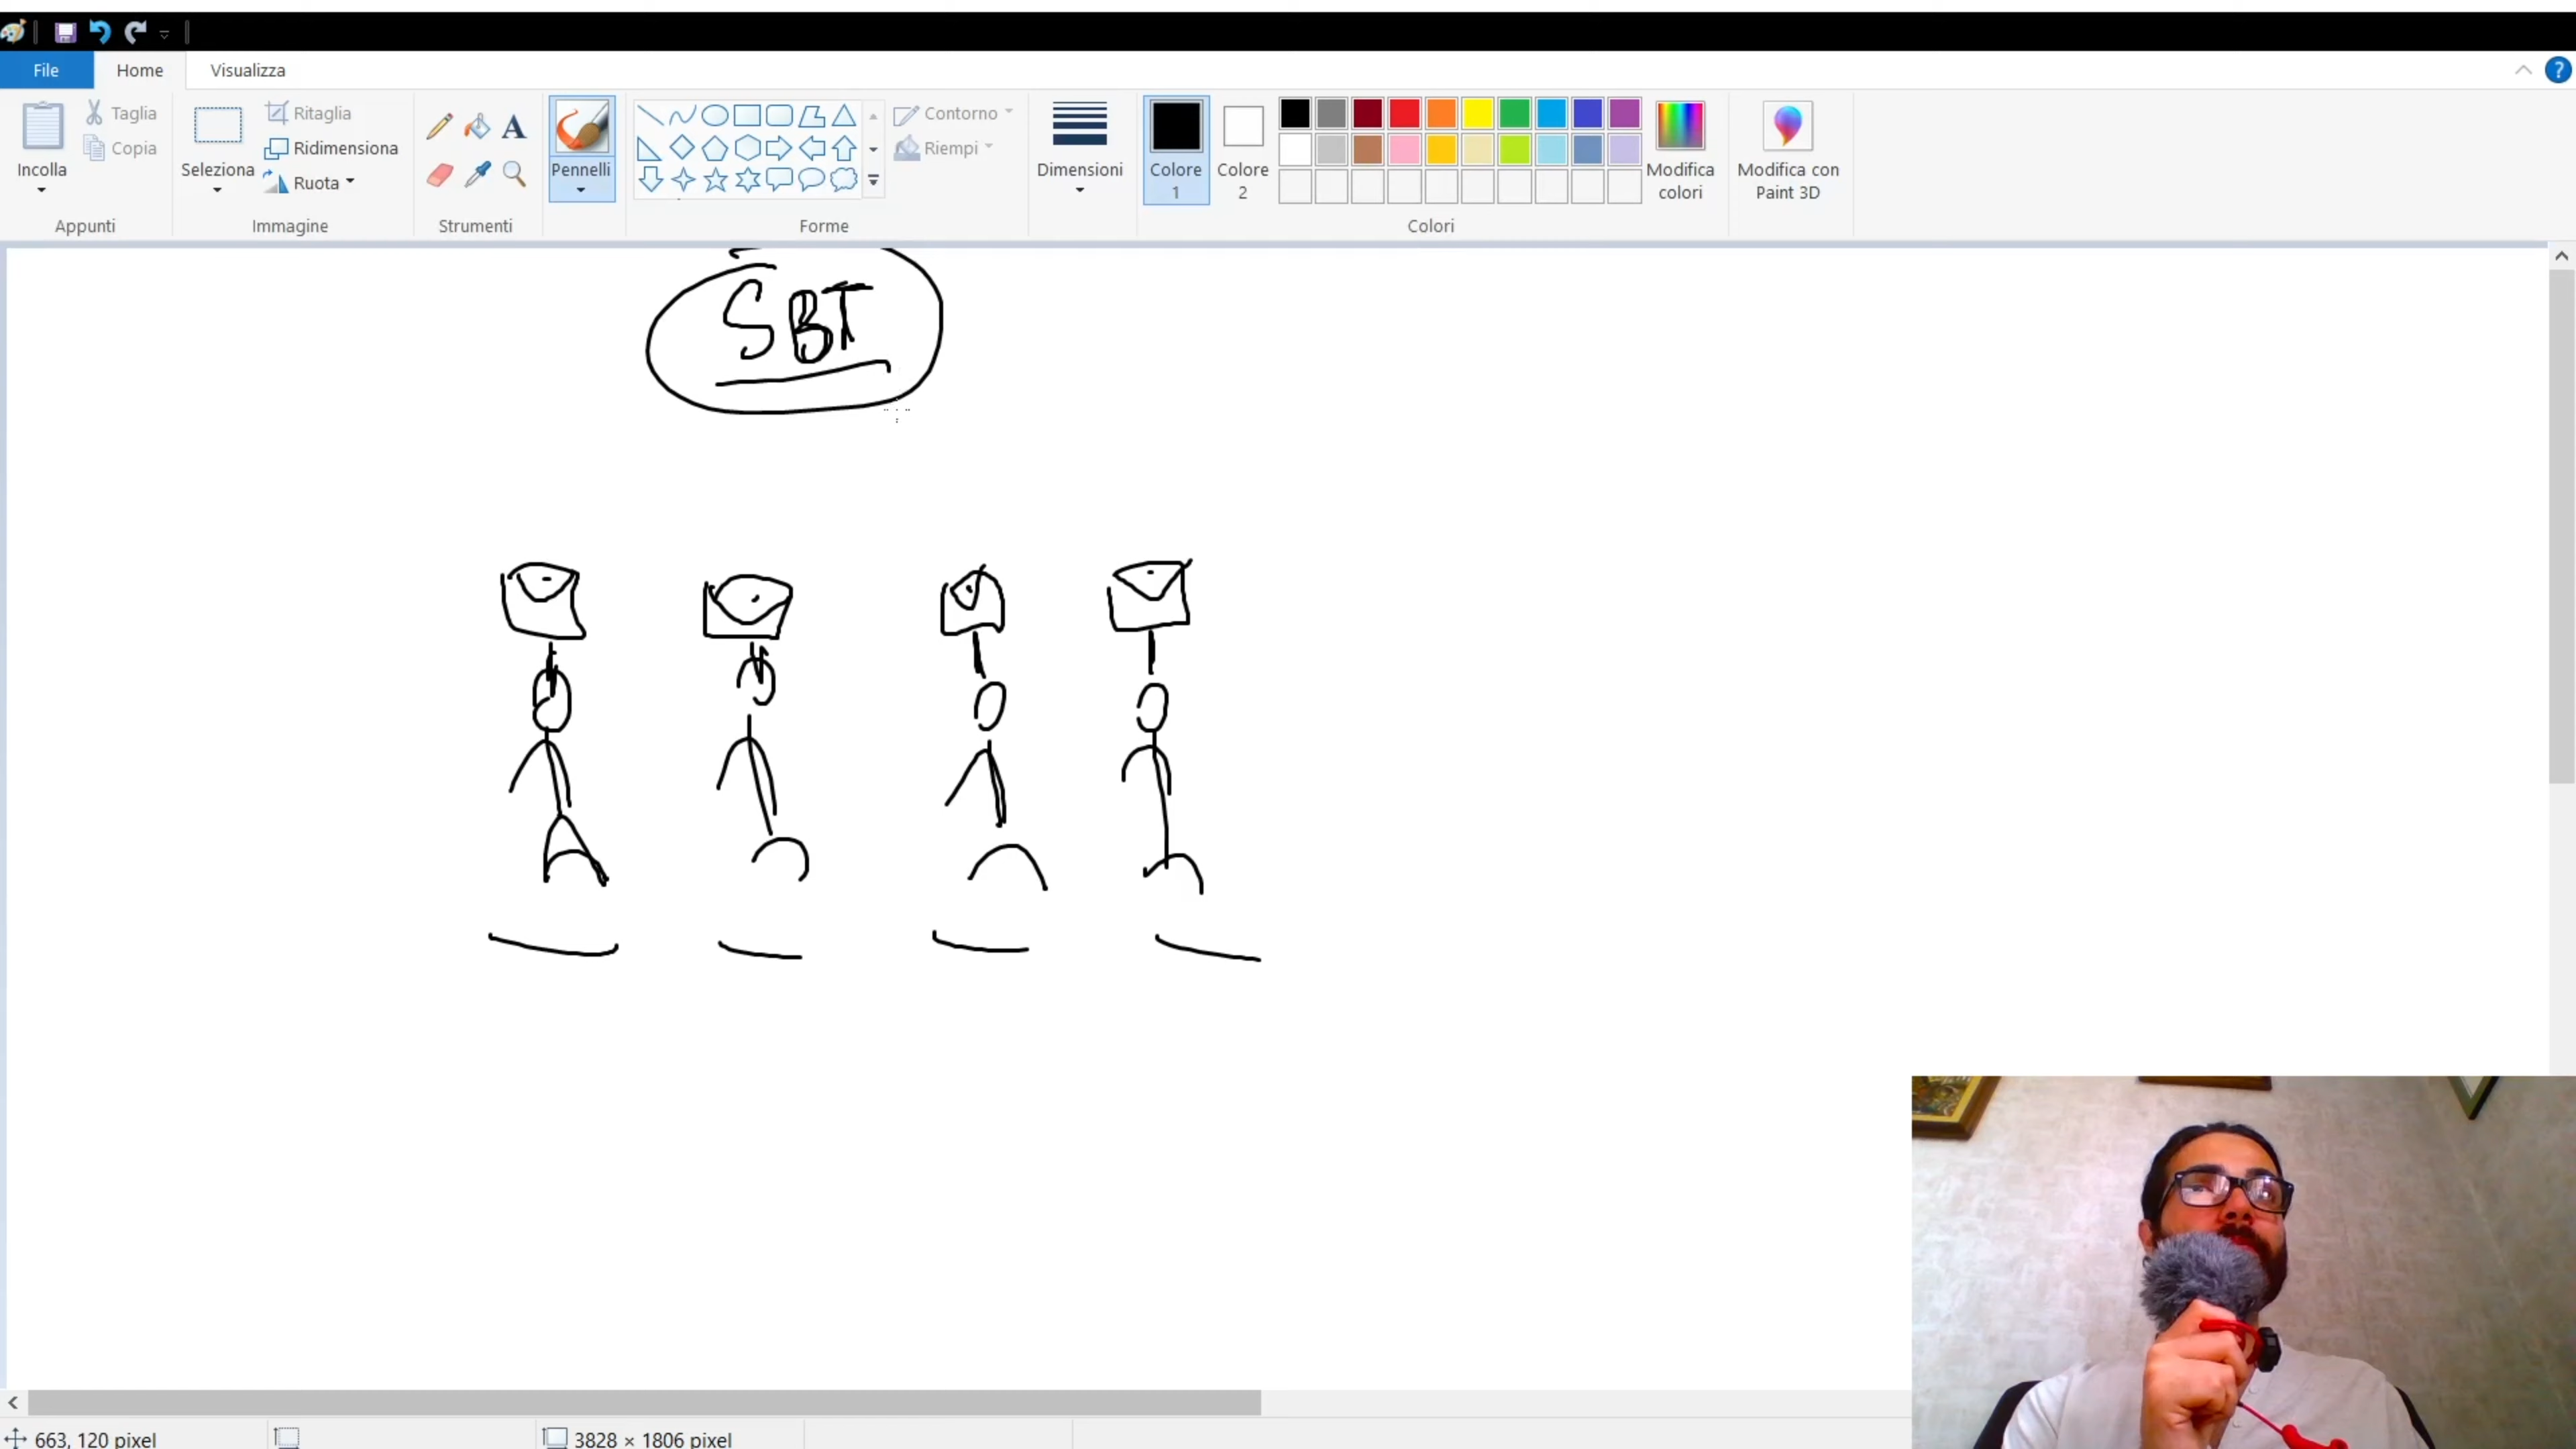 File Home Visualizza
Incolla
Taglia
Copia
Appunti
Seleziona
Ritaglia
Ridimensiona
Ruota
Immagine
A
Strumenti
Pennelli
Forme
Contorno
Riempi
Dimensioni
Colore
1
Colore
2
Modifica
colori
Colori
Modifica con
Paint 3D
?
SBT
663, 120 pixel
3828 × 1806 pixel